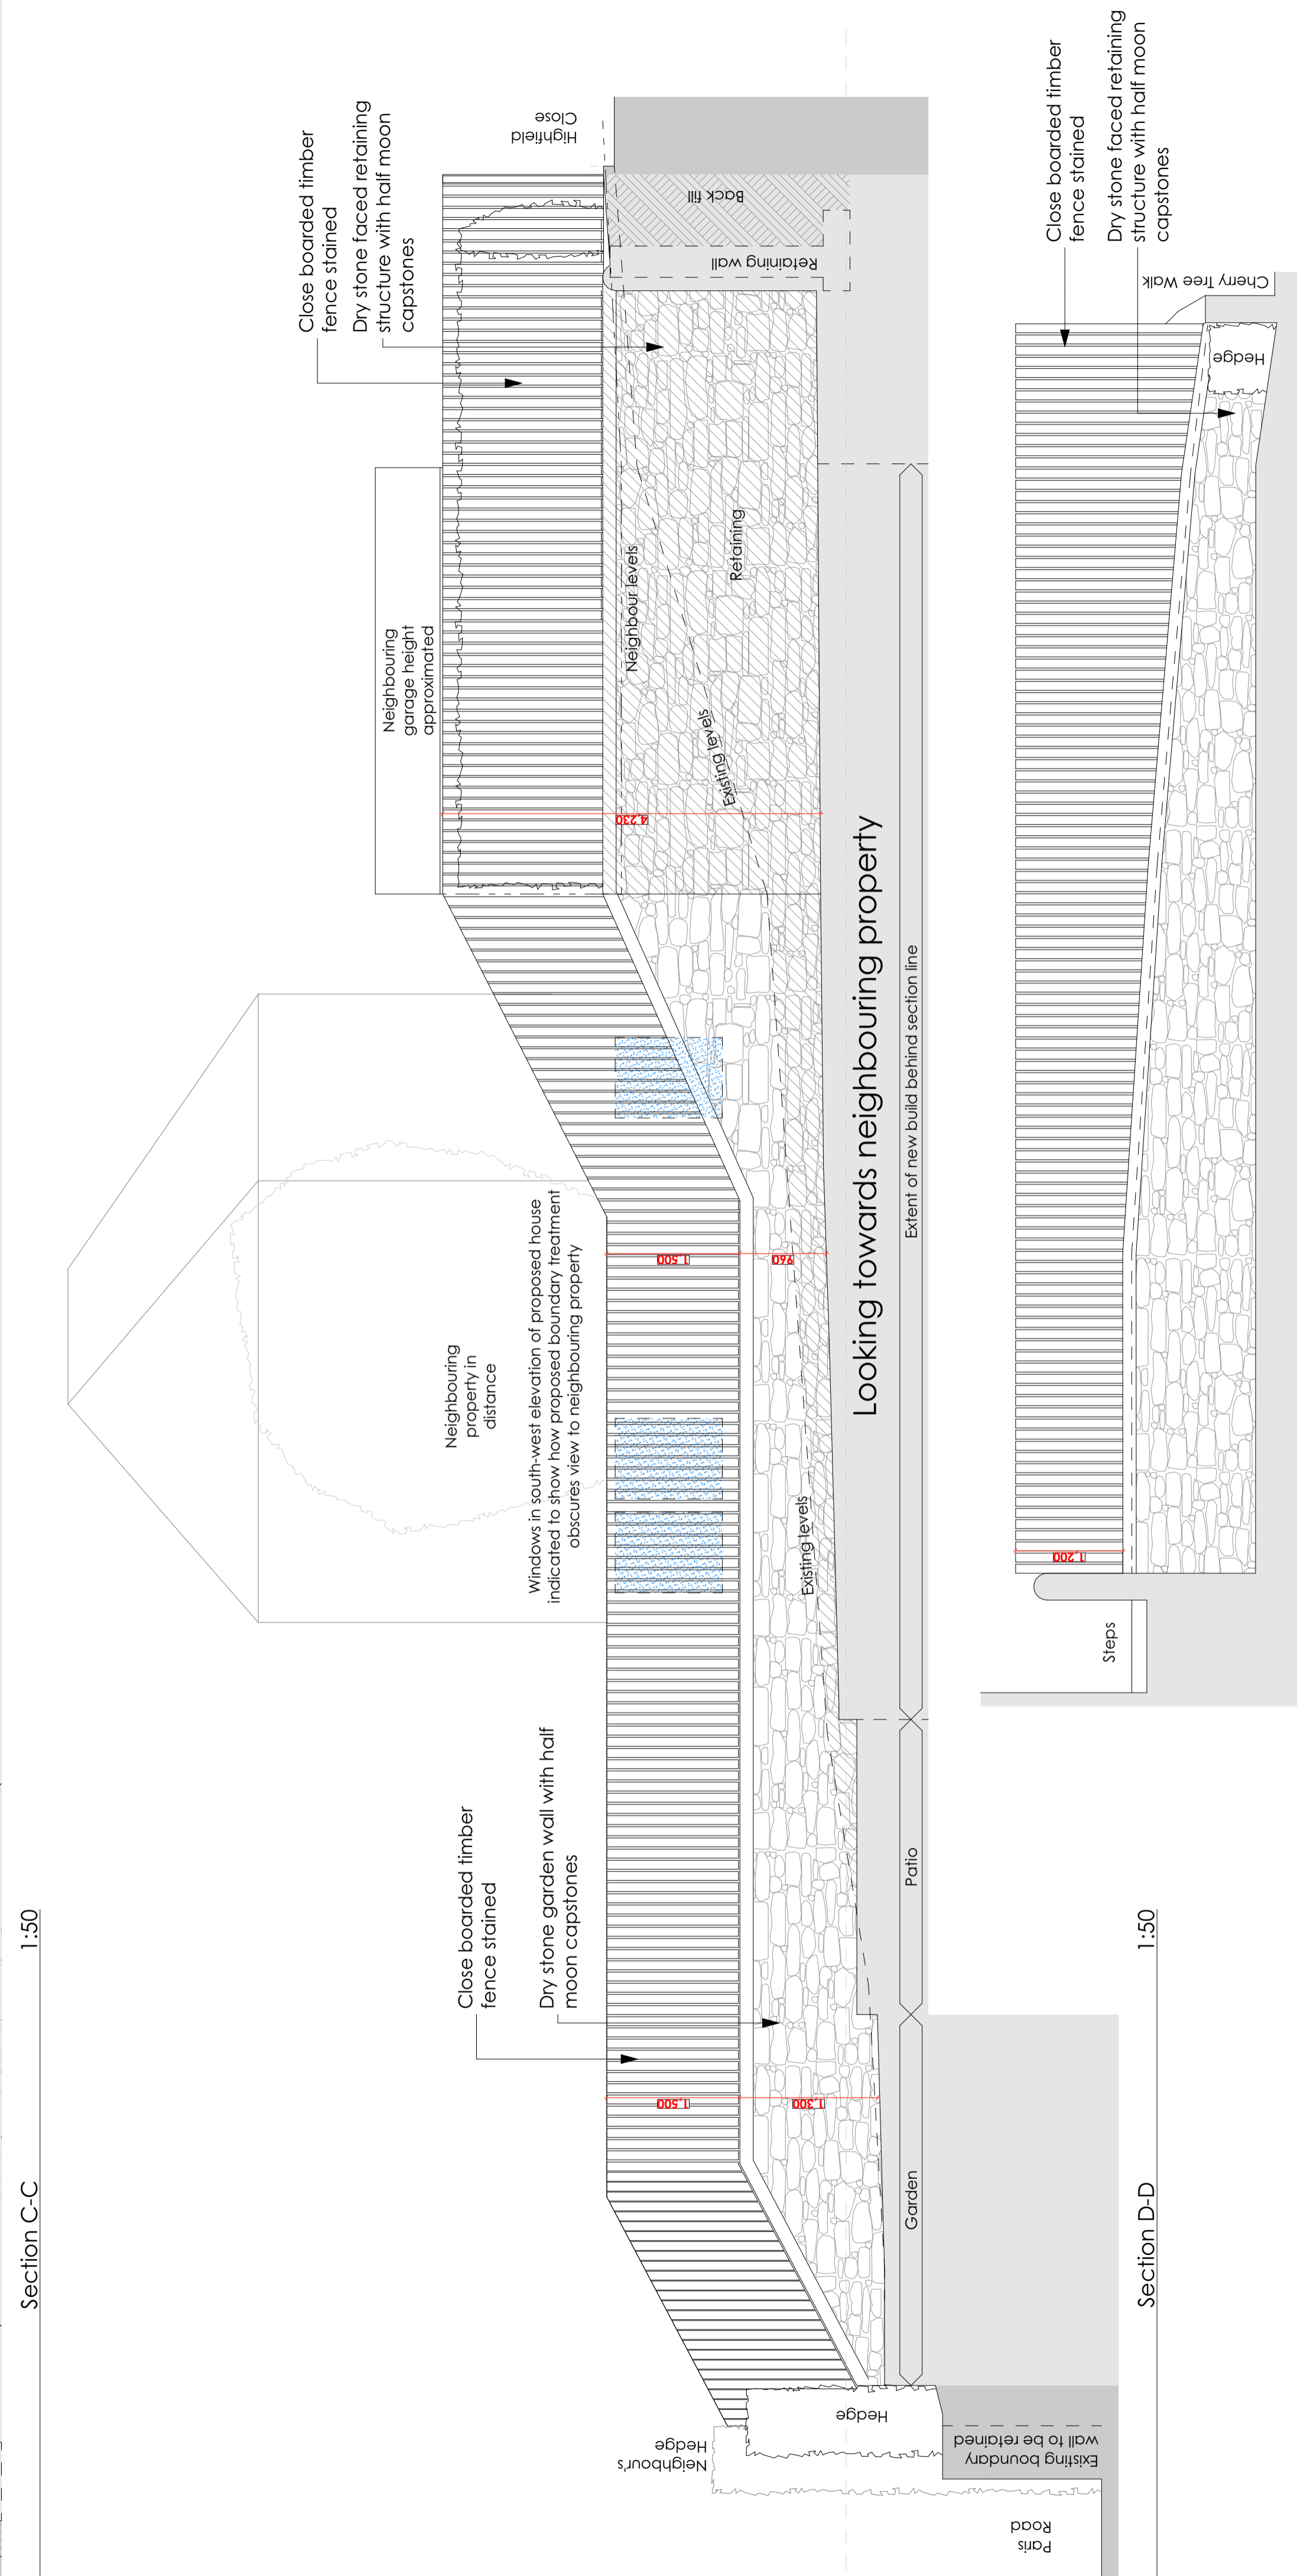 Section C-C
1:50
Close boarded timber
fence stained
Dry stone faced retaining
structure with half moon
capstones
Highfield
Close
Back fill
Retaining wall
Neighbouring
garage height
approximated
Neighbour levels
Retaining
Existing levels
4,230
Neighbouring
property in
distance
Windows in south-west elevation of proposed house
indicated to show how proposed boundary treatment
obscures view to neighbouring property
1,500
960
Existing levels
Looking towards neighbouring property
Extent of new build behind section line
Close boarded timber
fence stained
Dry stone garden wall with half
moon capstones
1,500
1,300
Patio
Garden
Neighbour's
Hedge
Hedge
Existing boundary
wall to be retained
Paris
Road
Section D-D
1:50
Close boarded timber
fence stained
Dry stone faced retaining
structure with half moon
capstones
Cherry Tree Walk
Hedge
1,200
Steps